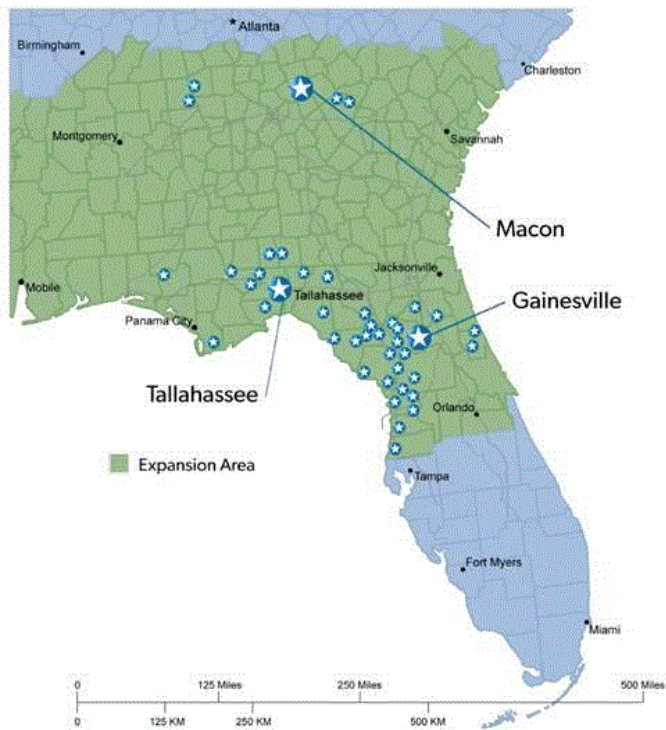 Atlanta
Birmingham
Charleston
Montgomery
Savannah
Macon
Jacksonville
Mobile
Tallahassee
Gainesville
Panama City
Tallahassee
Orlando
Expansion Area
Tampa
Fort Myers
Miami
0 125 Miles 250 Miles 500 Miles
0 125 KM 250 KM 500 KM